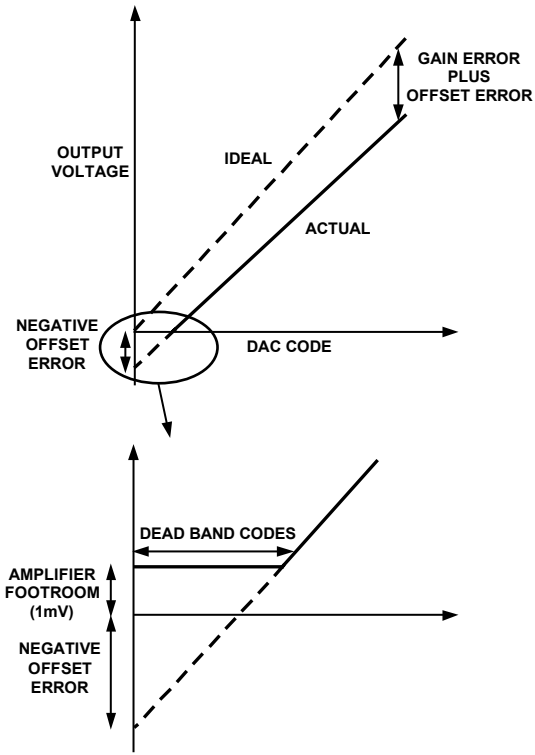 GAIN ERROR
PLUS
OFFSET ERROR
OUTPUT
VOLTAGE
IDEAL
ACTUAL
NEGATIVE
OFFSET
ERROR
DAC CODE
DEAD BAND CODES
AMPLIFIER
FOOTROOM
(1mV)
NEGATIVE
OFFSET
ERROR